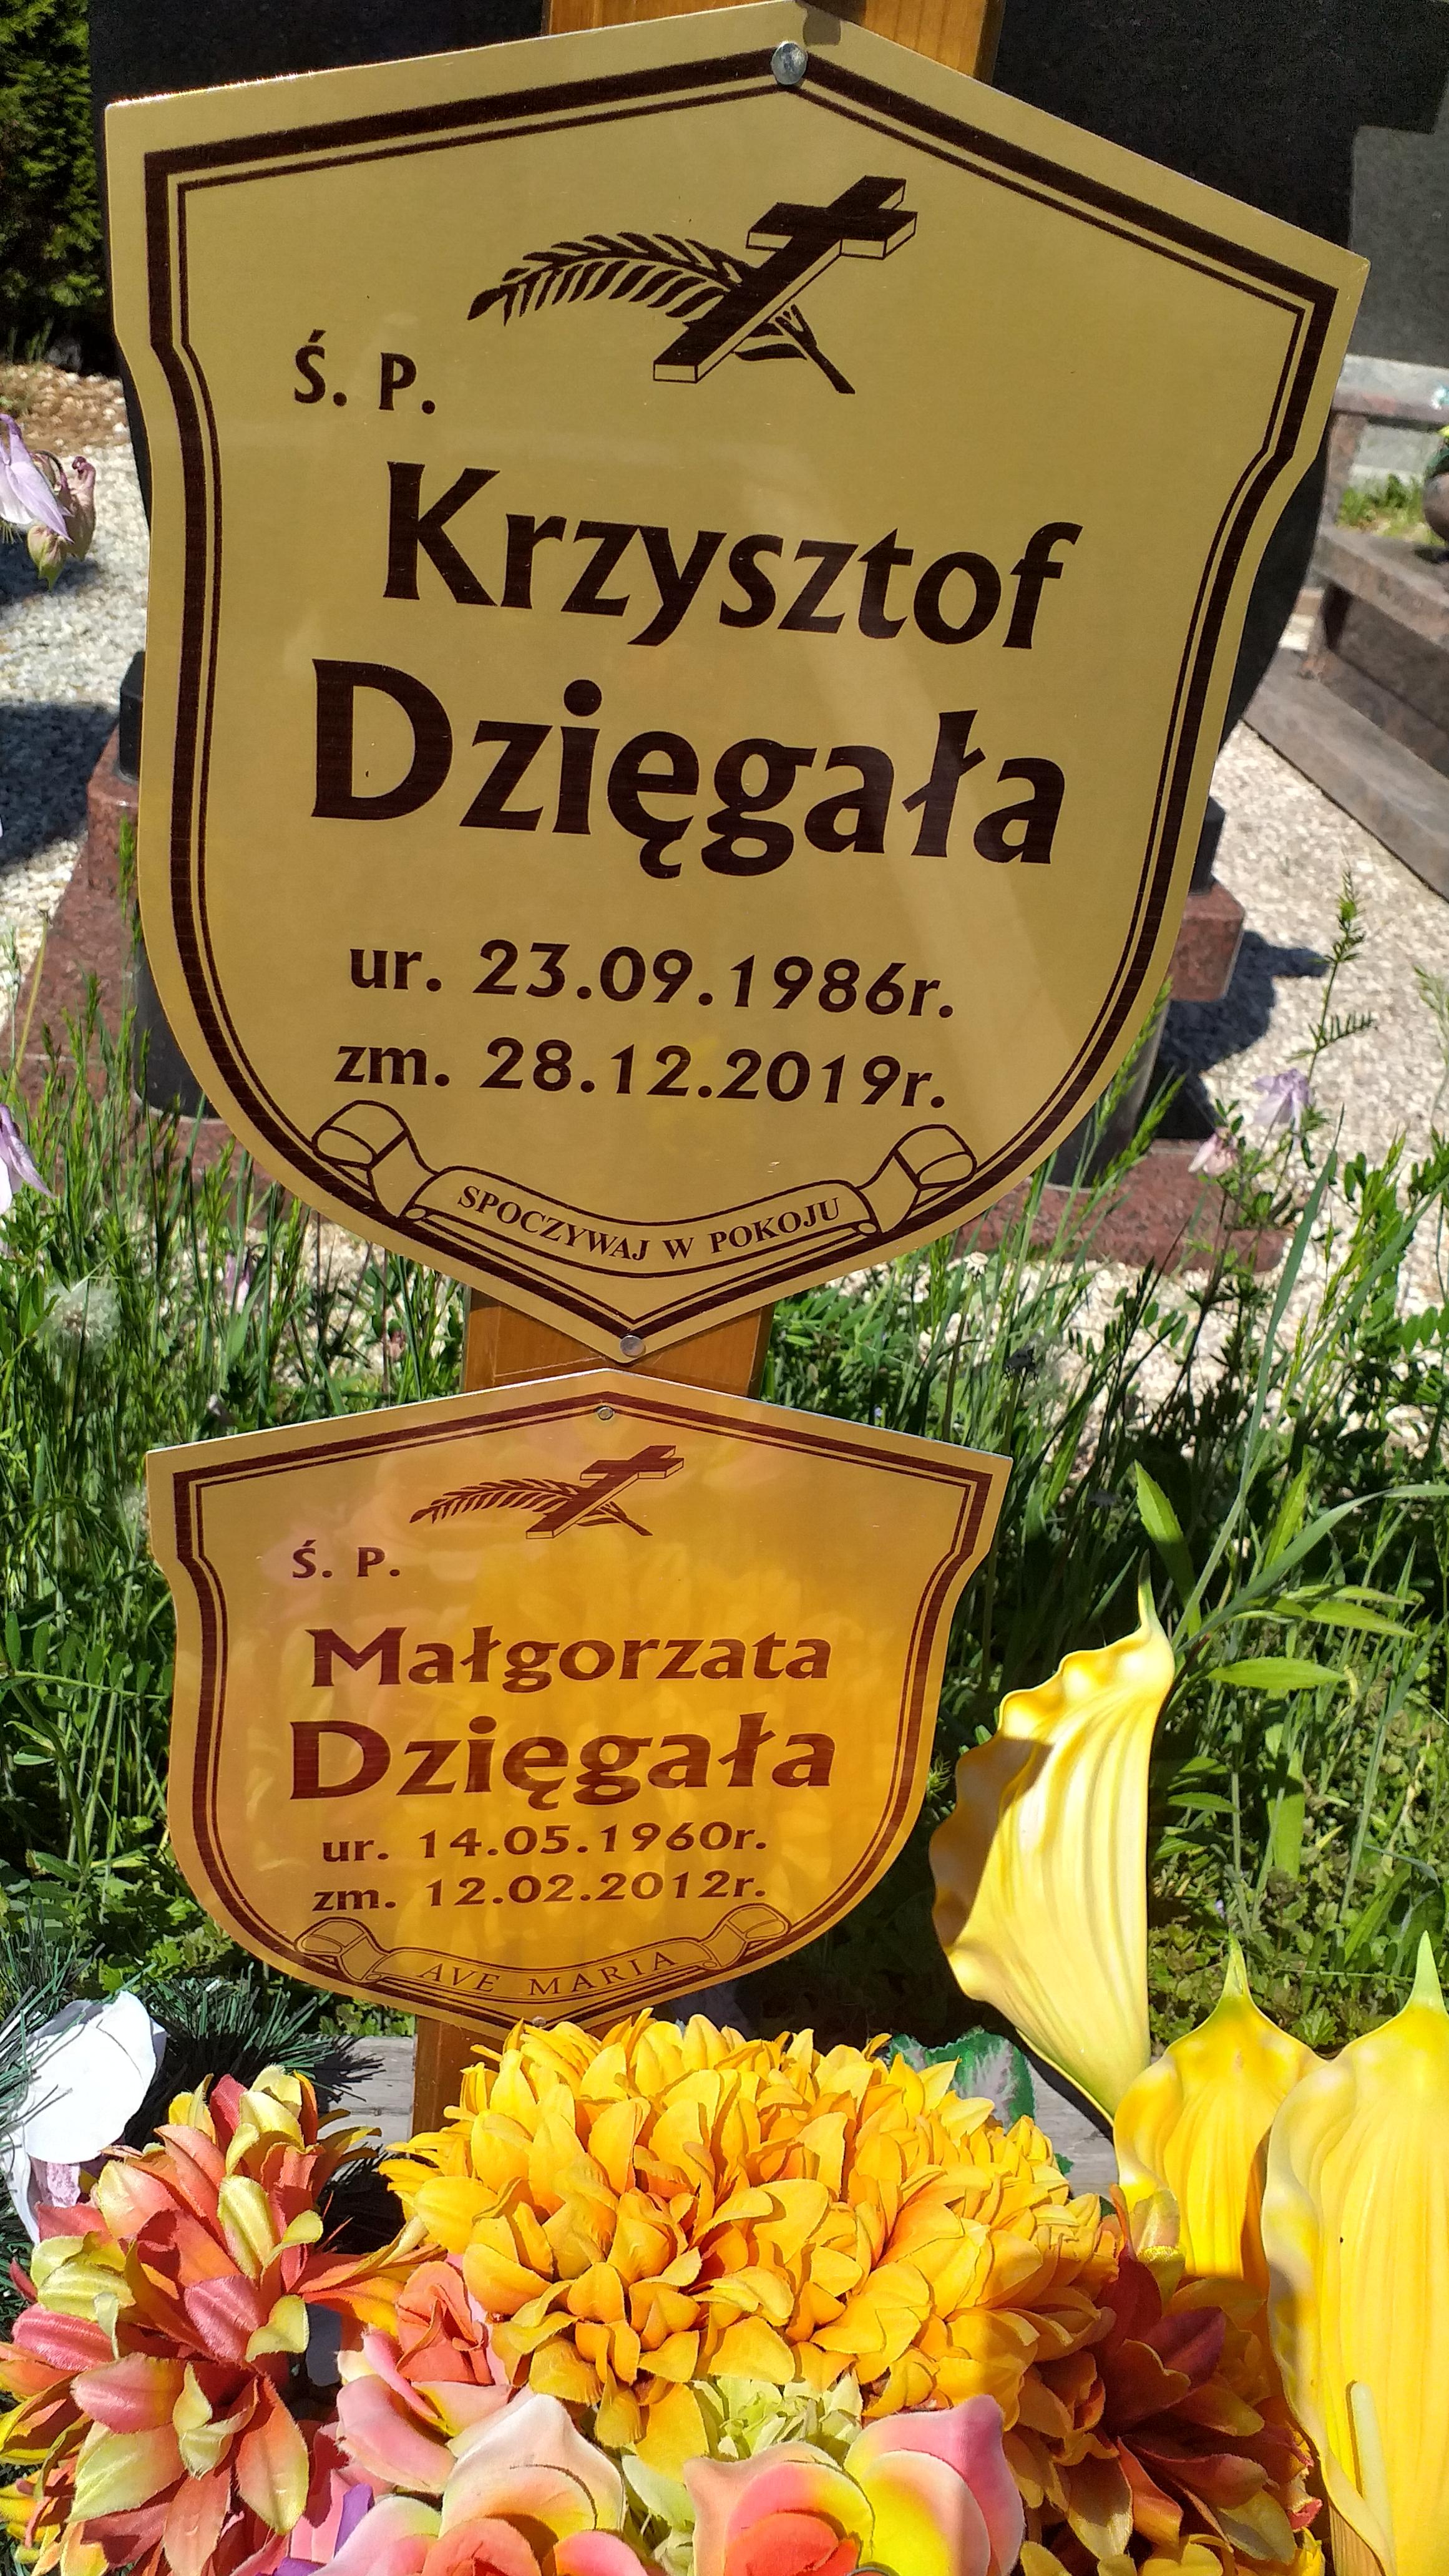 Ś. P.
Krzysztof
Dzięgała
ur. 23.09.1986r.
zm. 28.12.2019r.
SPOCZYWAJ W POKOJU
Ś. P.
Małgorzata
Dzięgała
ur. 14.05.1960r.
zm. 12.02.2012r.
AVE MARIA